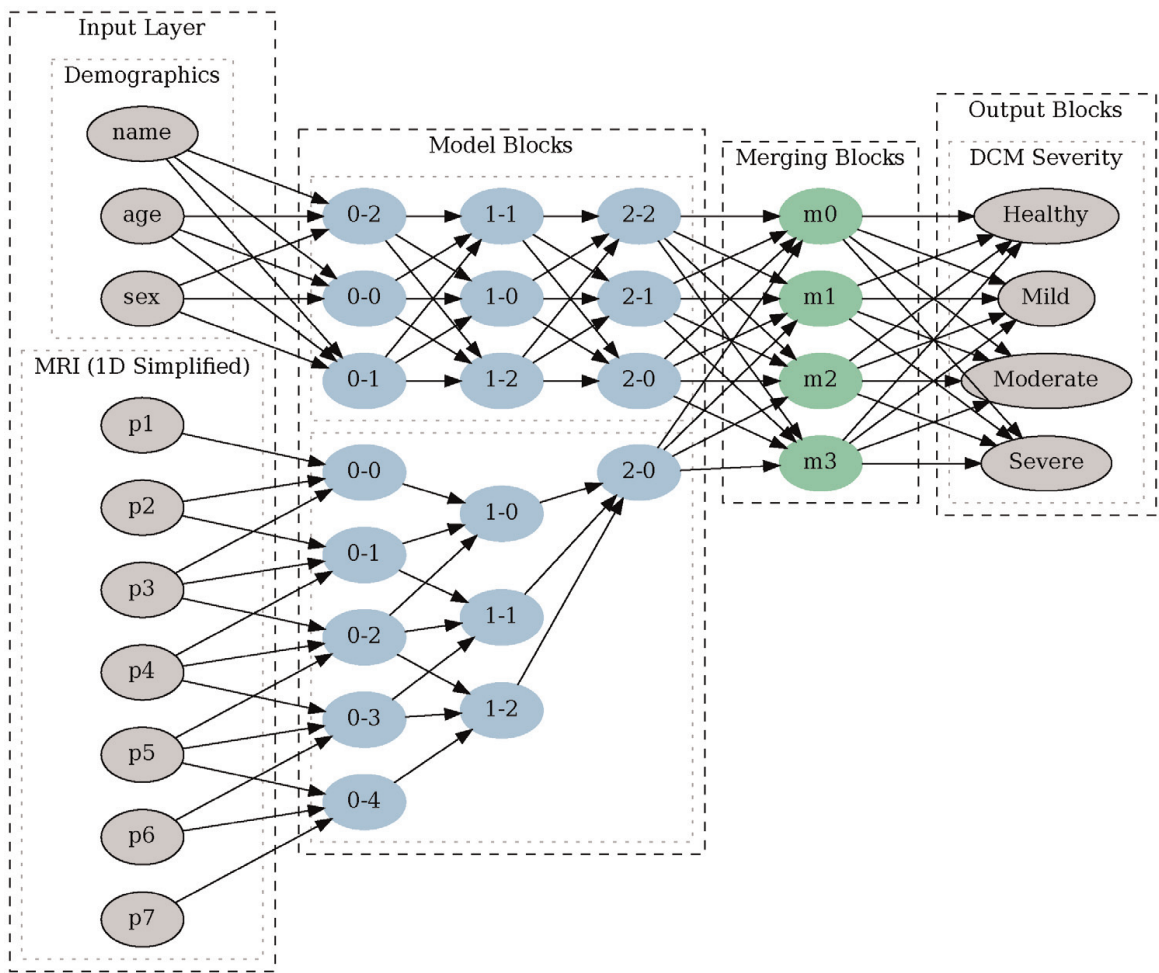 Input Layer
Demographics
name
age
sex
MRI (1D Simplified)
p1
p2
p3
p4
p5
p6
p7
Model Blocks
0-2
1-1
2-2
0-0
1-0
2-1
0-1
1-2
2-0
0-0
1-0
2-0
0-1
1-1
0-2
1-2
0-3
0-4
Merging Blocks
m0
m1
m2
m3
Output Blocks
DCM Severity
Healthy
Mild
Moderate
Severe